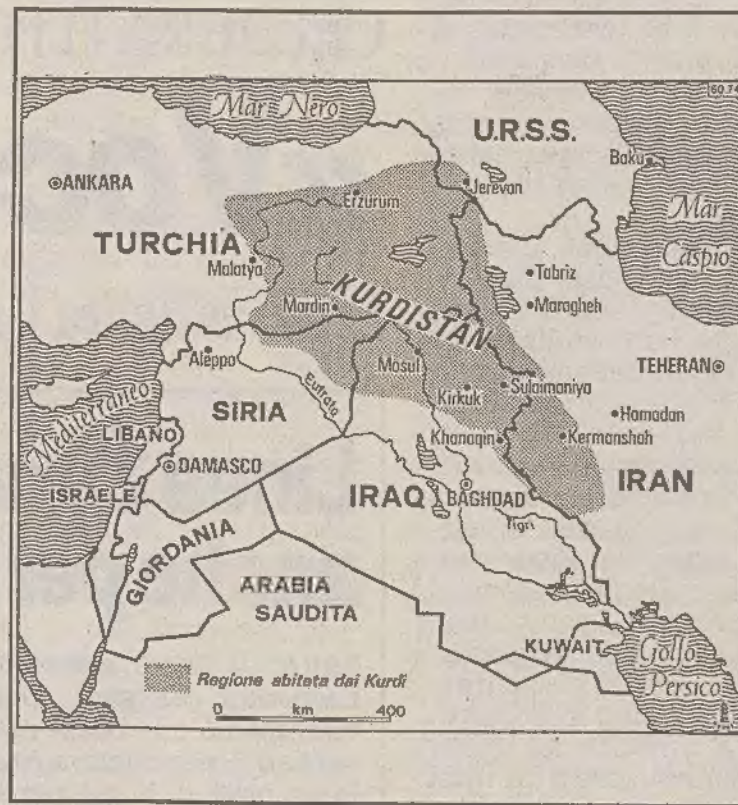 Mar Nero
U.R.S.S.
Baku
ANKARA
Erzurum
Jerevan
Mar
Caspio
TURCHIA
Malatya
Tabriz
Maragheh
Mardin
KURDISTAN
Aleppo
Mosul
TEHERAN
Mediterraneo
Eufrate
Kirkuk
Sulaimaniya
SIRIA
Hamadan
LIBANO
Khanaqin
Kermanshah
DAMASCO
ISRAELE
IRAQ
BAGHDAD
IRAN
Tigri
GIORDANIA
ARABIA
SAUDITA
KUWAIT
Golfo
Persico
Regione abitata dai Kurdi
0 km 400